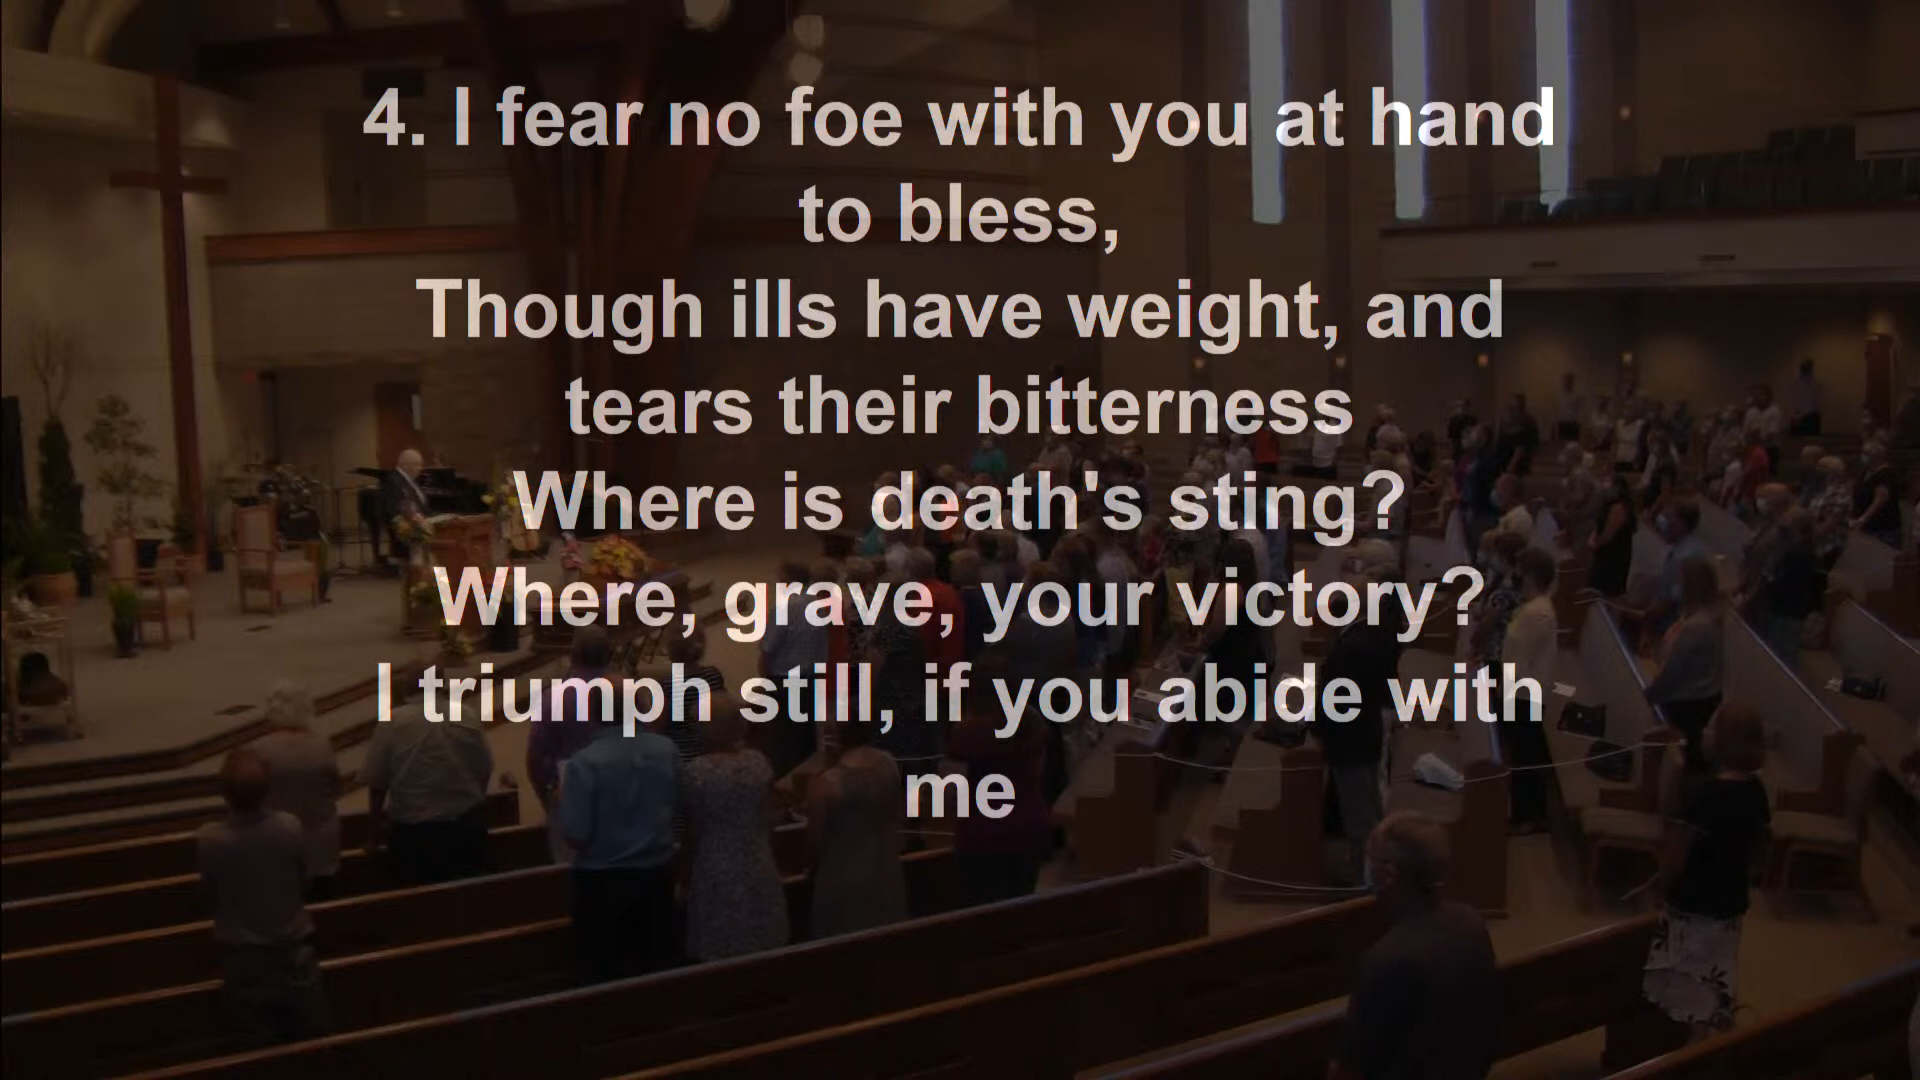 4. I fear no foe with you at hand
to bless,
Though ills have weight, and
tears their bitterness
Where is death's sting?
Where, grave, your victory?
I triumph still, if you abide with
me